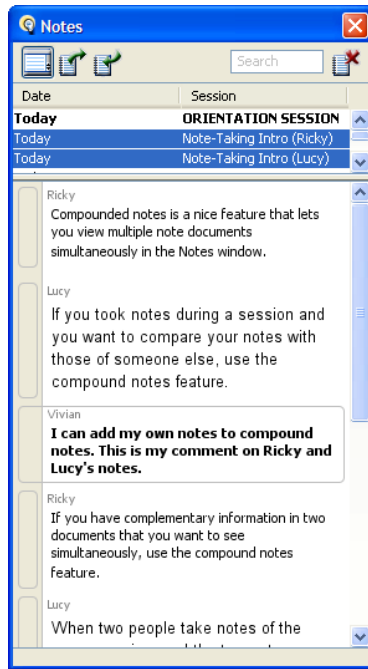 Notes
Search
Date Session
Today ORIENTATION SESSION
Today Note-Taking Intro (Ricky)
Today Note-Taking Intro (Lucy)
Ricky
Compounded notes is a nice feature that lets
you view multiple note documents
simultaneously in the Notes window.
Lucy
If you took notes during a session and
you want to compare your notes with
those of someone else, use the
compound notes feature.
Vivian
I can add my own notes to compound
notes. This is my comment on Ricky and
Lucy's notes.
Ricky
If you have complementary information in two
documents that you want to see
simultaneously, use the compound notes
feature.
Lucy
When two people take notes of the